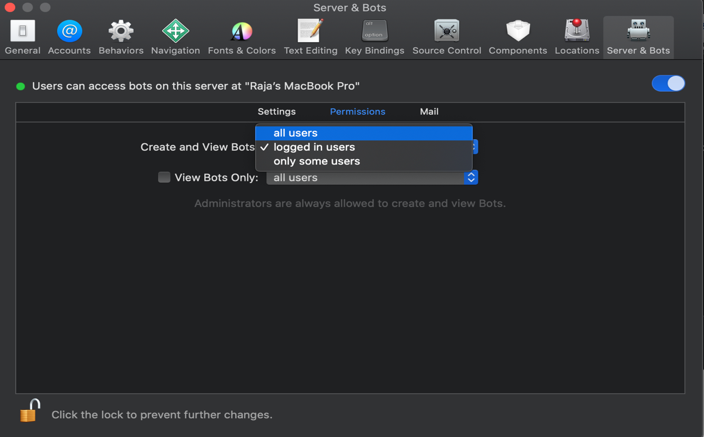 Server & Bots
General Accounts Behaviors Navigation Fonts & Colors Text Editing Key Bindings Source Control Components Locations Server & Bots
Users can access bots on this server at "Raja's MacBook Pro"
Settings Permissions Mail
all users
Create and View Bots ✓ logged in users
only some users
View Bots Only: all users
Administrators are always allowed to create and view Bots.
Click the lock to prevent further changes.